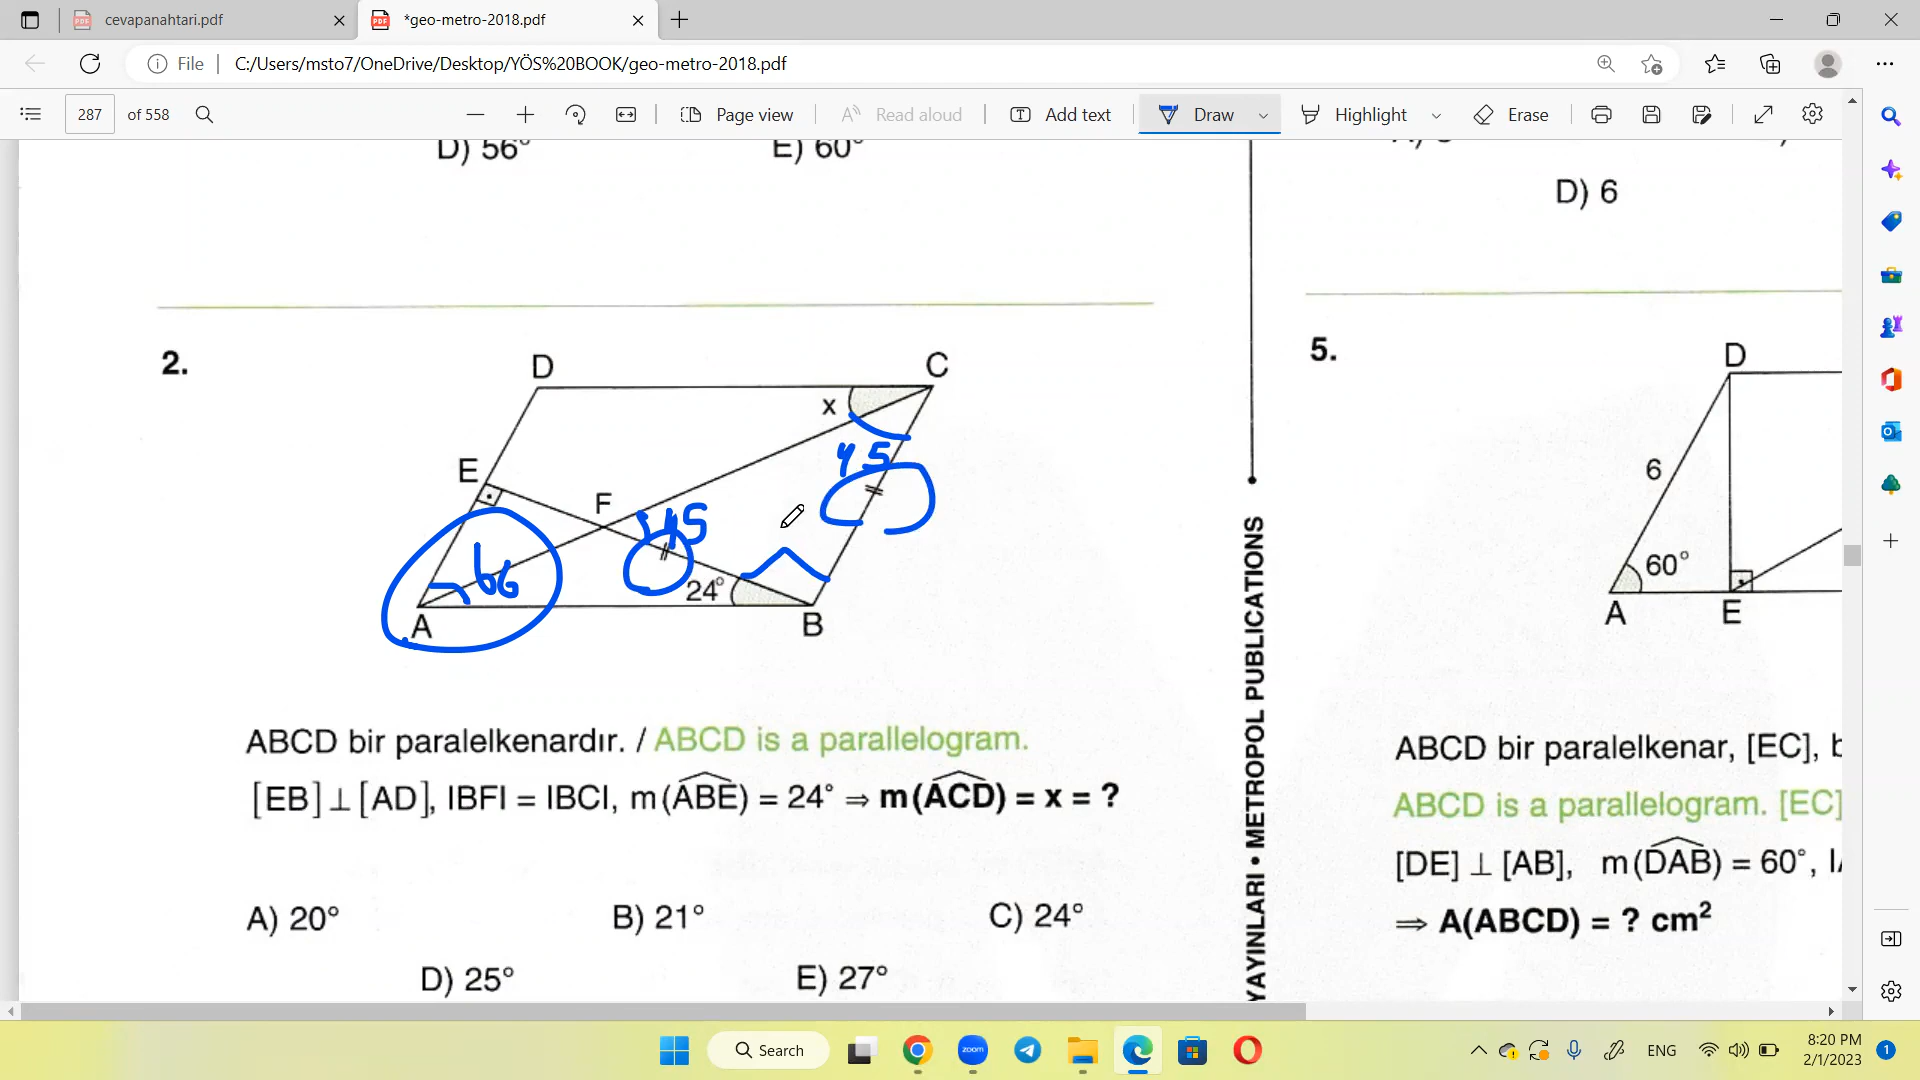 cevapanahtari.pdf
*geo-metro-2018.pdf
File
C:/Users/msto7/OneDrive/Desktop/YÖS%20BOOK/geo-metro-2018.pdf
287 of 558
Page view
Read aloud
Add text
Draw
Highlight
Erase
D) 56°
E) 60°
D) 6
2.
D
C
x
45
E
F
45
66
24°
A
B
ABCD bir paralelkenardır. / ABCD is a parallelogram.
[EB] ⊥ [AD], IBFI = IBCI, m(ABE) = 24° ⇒ m(ACD) = x = ?
A) 20°
B) 21°
C) 24°
D) 25°
E) 27°
YAYINLARI • METROPOL PUBLICATIONS
5.
D
6
60°
A
E
ABCD bir paralelkenar, [EC], b
ABCD is a parallelogram. [EC]
[DE] ⊥ [AB], m(DAB) = 60°, I
⇒ A(ABCD) = ? cm²
Search
zoom
ENG
8:20 PM
2/1/2023
1